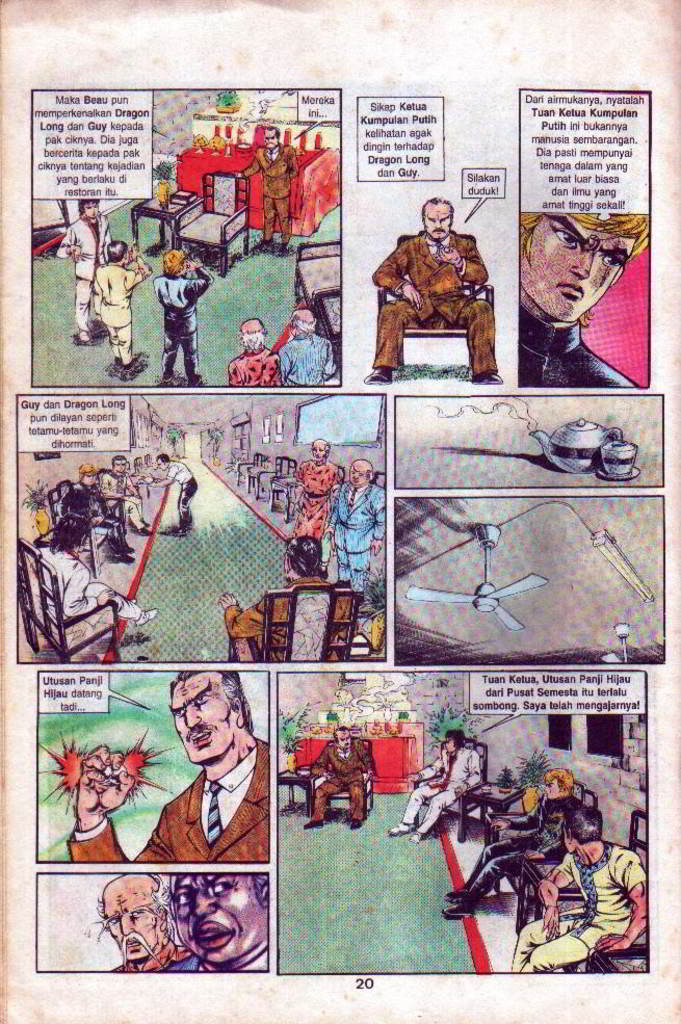 Maka Beau pun
memperkenalkan Dragon
Long dan Guy kepada
pak ciknya. Dia juga
bercerita kepada pak
ciknya tentang kejadian
yang berlaku di
restoran itu.
Mereka
ini...
Sikap Ketua
Kumpulan Putih
kelihatan agak
dingin terhadap
Dragon Long
dan Guy.
Silakan
duduk!
Dari airmukanya, nyatalah
Tuan Ketua Kumpulan
Putih ini bukannya
manusia sembarangan.
Dia pasti mempunyai
tenaga dalam yang
amat luar biasa
dan ilmu yang
amat tinggi sekali!
Guy dan Dragon Long
pun dilayan seperti
tetamu-tetamu yang
dihormati.
Utusan Panji
Hijau datang
tadi...
Tuan Ketua, Utusan Panji Hijau
dari Pusat Semesta itu terlalu
sombong. Saya telah mengajarnya!
20